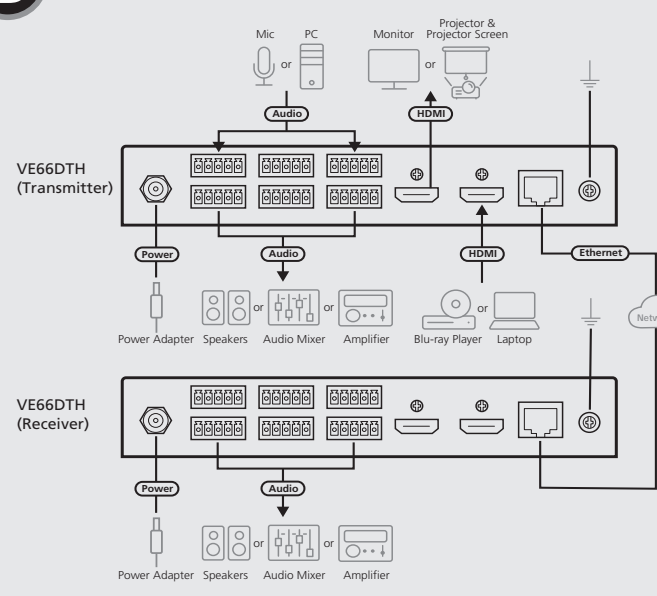 Mic
or
PC
Monitor
or
Projector &
Projector Screen
Audio
HDMI
VE66DTH
(Transmitter)
Power
Audio
HDMI
Ethernet
or
or
or
Power Adapter
Speakers
Audio Mixer
Amplifier
Blu-ray Player
Laptop
VE66DTH
(Receiver)
Power
Audio
or
or
Power Adapter
Speakers
Audio Mixer
Amplifier